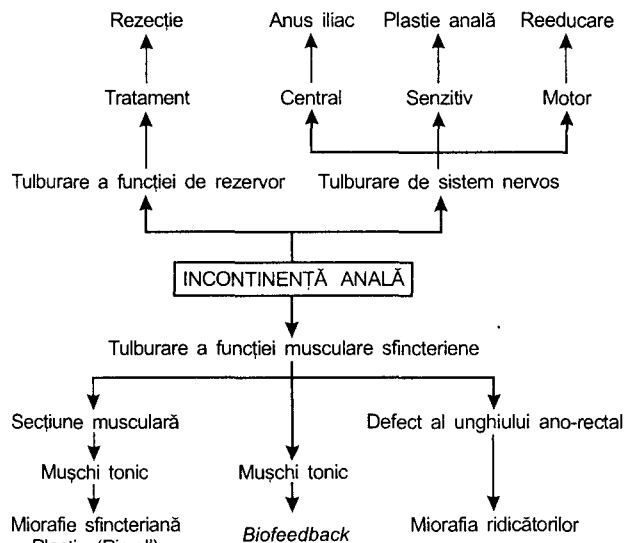 Rezecție Anus iliac Plastie anală Reeducare
Tratament Central Senzitiv Motor
Tulburare a funcției de rezervor Tulburare de sistem nervos
INCONTINENȚĂ ANALĂ
Tulburare a funcției musculare sfincteriene
Secțiune musculară Defect al unghiului ano-rectal
Mușchi tonic Mușchi tonic
Miorafie sfincteriană Biofeedback Miorafia ridicătorilor